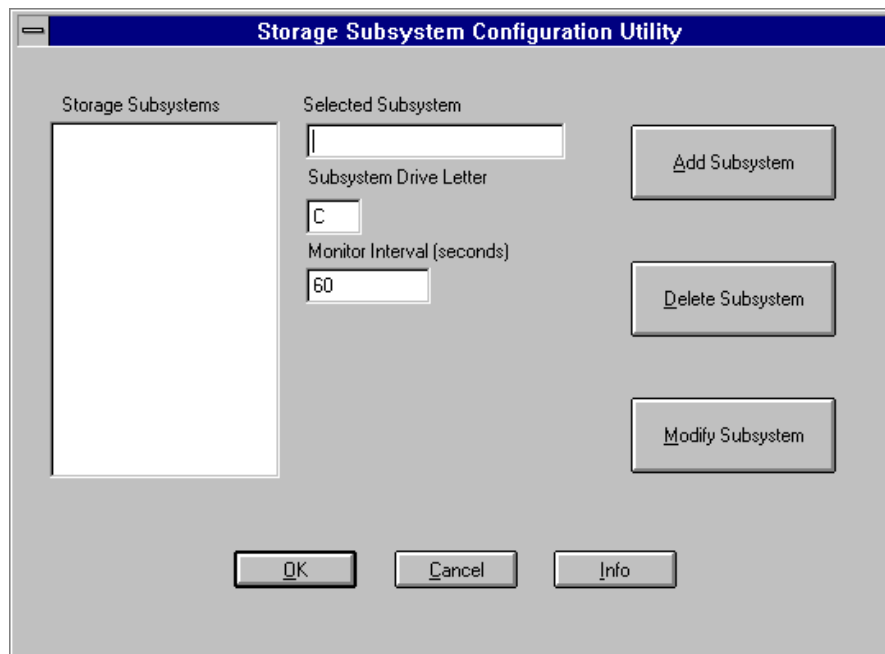 Storage Subsystem Configuration Utility
Storage Subsystems
Selected Subsystem
Subsystem Drive Letter
C
Monitor Interval (seconds)
60
Add Subsystem
Delete Subsystem
Modify Subsystem
OK
Cancel
Info